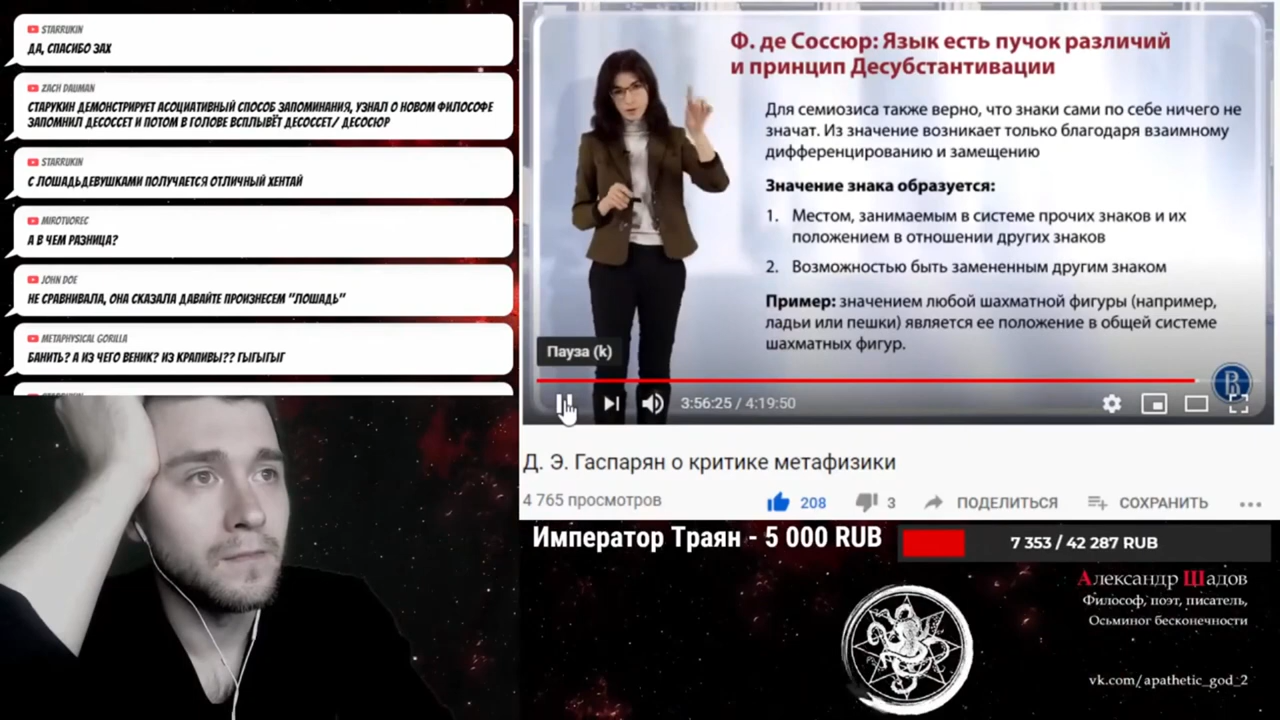 STARRUKIN
ДА, СПАСИБО ЗАХ
ZACH DAUMAN
СТАРУКИН ДЕМОНСТРИРУЕТ АСОЦИАТИВНЫЙ СПОСОБ ЗАПОМИНАНИЯ, УЗНАЛ О НОВОМ ФИЛОСОФЕ
ЗАПОМНИЛ ДЕСОССЕТ И ПОТОМ В ГОЛОВЕ ВСПЛЫВЁТ ДЕСОССЕТ/ ДЕСОСЮР
STARRUKIN
С ЛОШАДЬДЕВУШКАМИ ПОЛУЧАЕТСЯ ОТЛИЧНЫЙ ХЕНТАЙ
MIROTVOREC
А В ЧЕМ РАЗНИЦА?
JOHN DOE
НЕ СРАВНИВАЛА, ОНА СКАЗАЛА ДАВАЙТЕ ПРОИЗНЕСЕМ "ЛОШАДЬ"
METAPHYSICAL GORILLA
БАНИТЬ? А ИЗ ЧЕГО ВЕНИК? ИЗ КРАПИВЫ?? ГЫГЫГЫГ
Ф. де Соссюр: Язык есть пучок различий
и принцип Десубстантивации
Для семиозиса также верно, что знаки сами по себе ничего не
значат. Из значение возникает только благодаря взаимному
дифференцированию и замещению
Значение знака образуется:
1. Местом, занимаемым в системе прочих знаков и их
положением в отношении других знаков
2. Возможностью быть замененным другим знаком
Пример: значением любой шахматной фигуры (например,
ладьи или пешки) является ее положение в общей системе
шахматных фигур.
Пауза (k)
3:56:25 / 4:19:50
Д. Э. Гаспарян о критике метафизики
4 765 просмотров
208
3
ПОДЕЛИТЬСЯ
СОХРАНИТЬ
Император Траян - 5 000 RUB
7 353 / 42 287 RUB
Александр Шадов
Философ, поэт, писатель,
Осьминог бесконечности
vk.com/apathetic_god_2